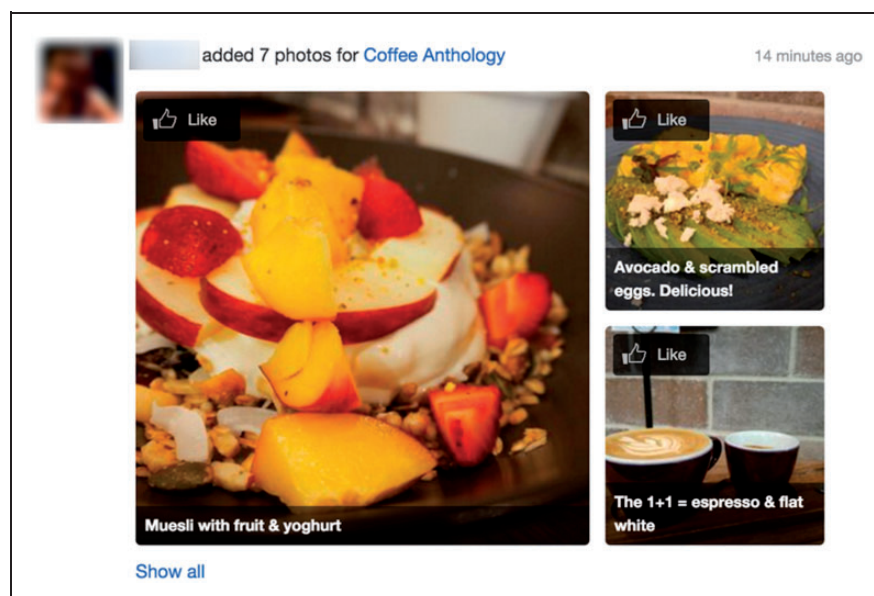 added 7 photos for Coffee Anthology
14 minutes ago
Like
Like
Avocado & scrambled
eggs. Delicious!
Like
The 1+1 = espresso & flat
white
Muesli with fruit & yoghurt
Show all